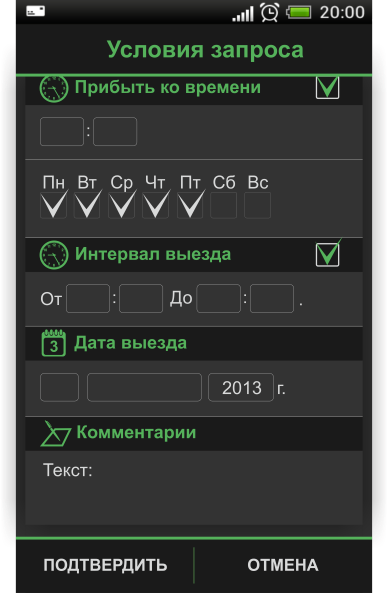 20:00
Условия запроса
Прибыть ко времени
:
Пн Вт Ср Чт Пт Сб Вс
Интервал выезда
От : До : .
3 Дата выезда
2013 г.
Комментарии
Текст:
ПОДТВЕРДИТЬ ОТМЕНА